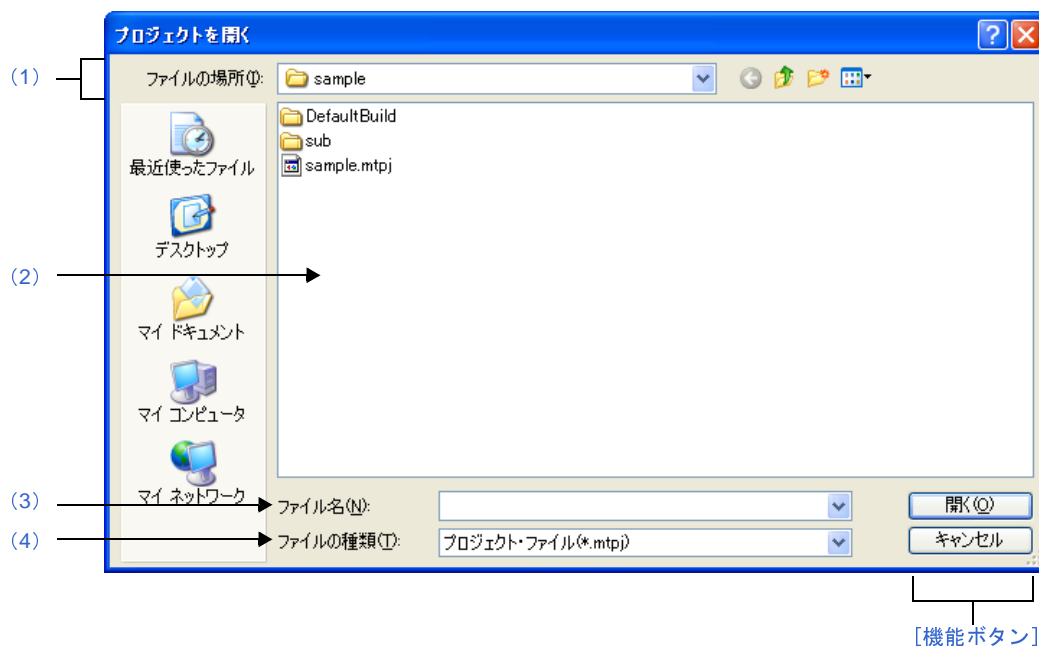 プロジェクトを開く
(1)
ファイルの場所(I):
sample
DefaultBuild
sub
sample.mtpj
最近使ったファイル
デスクトップ
(2)
マイ ドキュメント
マイ コンピュータ
マイ ネットワーク
(3)
ファイル名(N):
開く(O)
(4)
ファイルの種類(T):
プロジェクト・ファイル(*.mtpj)
キャンセル
[機能ボタン]